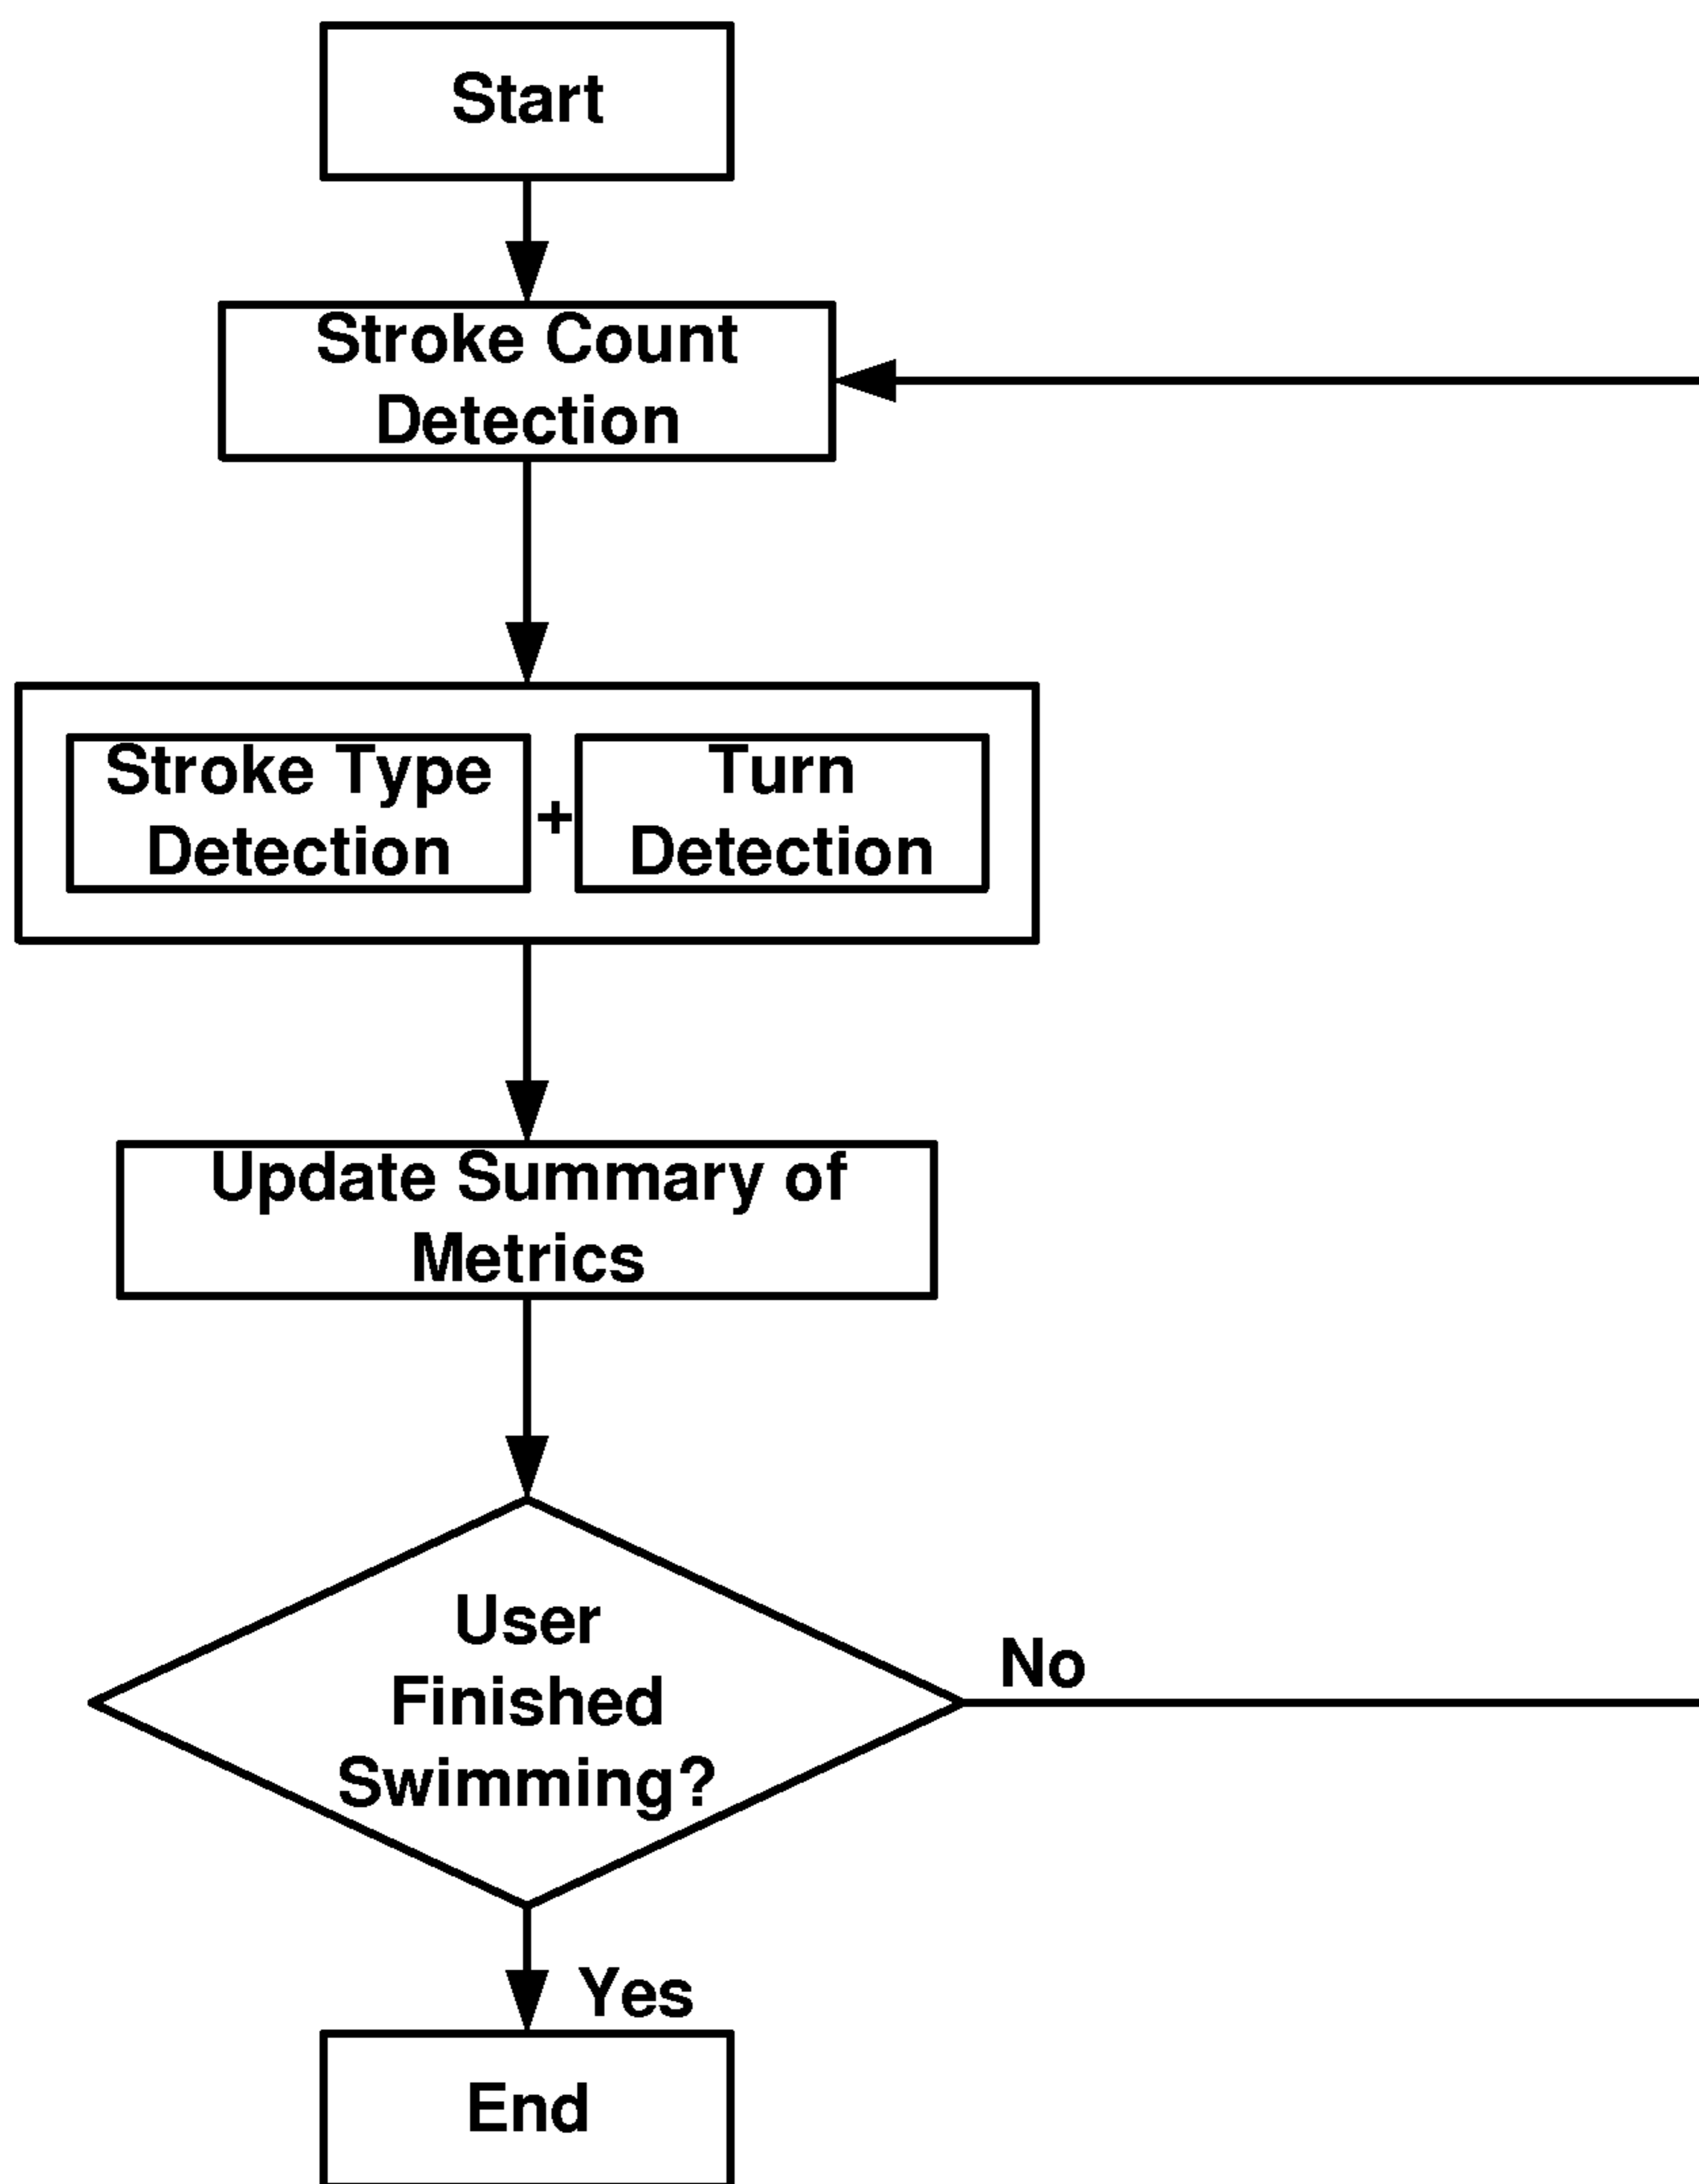 Start
Stroke Count
Detection
Stroke Type
Detection
+
Turn
Detection
Update Summary of
Metrics
User
Finished
Swimming?
No
Yes
End